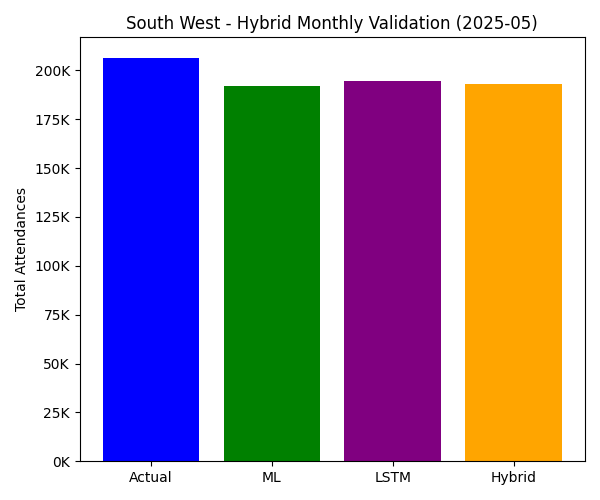 South West - Hybrid Monthly Validation (2025-05)
Total Attendances
200K
175K
150K
125K
100K
75K
50K
25K
0K
Actual
ML
LSTM
Hybrid